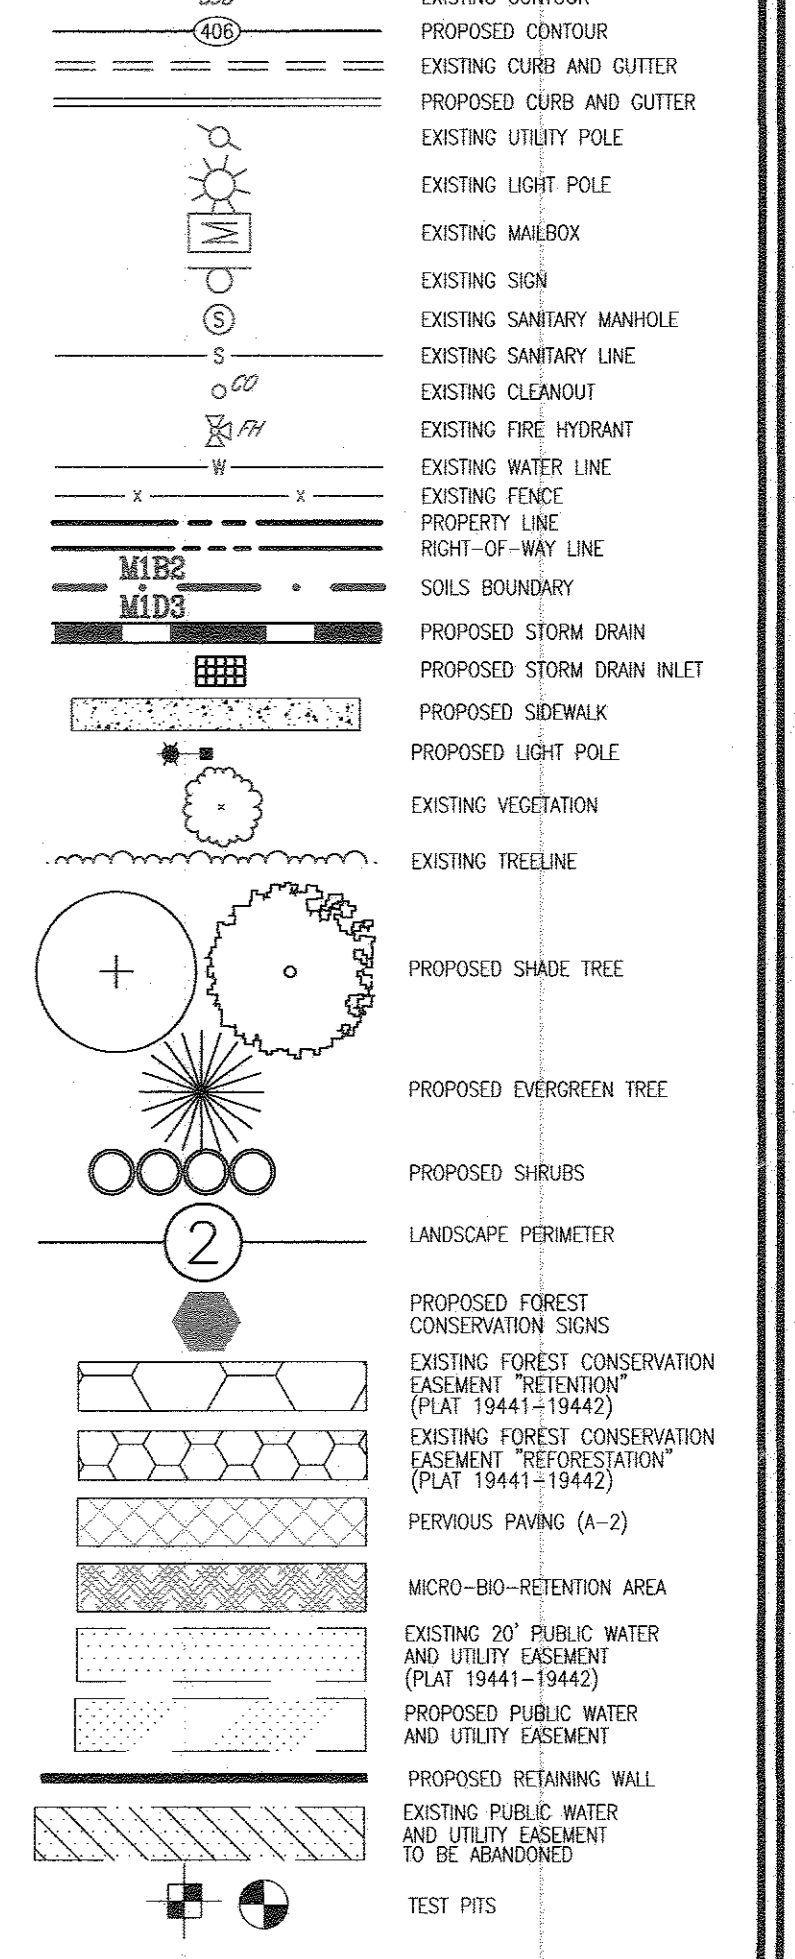 EXISTING CONTOUR
406 PROPOSED CONTOUR
EXISTING CURB AND GUTTER
PROPOSED CURB AND GUTTER
EXISTING UTILITY POLE
EXISTING LIGHT POLE
M EXISTING MAILBOX
EXISTING SIGN
S EXISTING SANITARY MANHOLE
S EXISTING SANITARY LINE
CO EXISTING CLEANOUT
FH EXISTING FIRE HYDRANT
W EXISTING WATER LINE
X X EXISTING FENCE
PROPERTY LINE
RIGHT-OF-WAY LINE
M1B2
SOILS BOUNDARY
M1D3
PROPOSED STORM DRAIN
PROPOSED STORM DRAIN INLET
PROPOSED SIDEWALK
PROPOSED LIGHT POLE
EXISTING VEGETATION
EXISTING TREELINE
PROPOSED SHADE TREE
PROPOSED EVERGREEN TREE
PROPOSED SHRUBS
2 LANDSCAPE PERIMETER
PROPOSED FOREST
CONSERVATION SIGNS
EXISTING FOREST CONSERVATION
EASEMENT "RETENTION"
(PLAT 19441-19442)
EXISTING FOREST CONSERVATION
EASEMENT "REFORESTATION"
(PLAT 19441-19442)
PERVIOUS PAVING (A-2)
MICRO-BIO-RETENTION AREA
EXISTING 20' PUBLIC WATER
AND UTILITY EASEMENT
(PLAT 19441-19442)
PROPOSED PUBLIC WATER
AND UTILITY EASEMENT
PROPOSED RETAINING WALL
EXISTING PUBLIC WATER
AND UTILITY EASEMENT
TO BE ABANDONED
TEST PITS